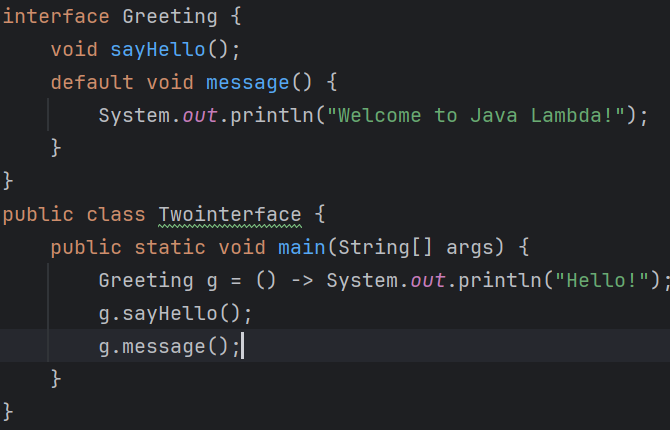 interface Greeting {
    void sayHello();
    default void message() {
        System.out.println("Welcome to Java Lambda!");
    }
}
public class Twointerface {
    public static void main(String[] args) {
        Greeting g = () -> System.out.println("Hello!");
        g.sayHello();
        g.message();
    }
}